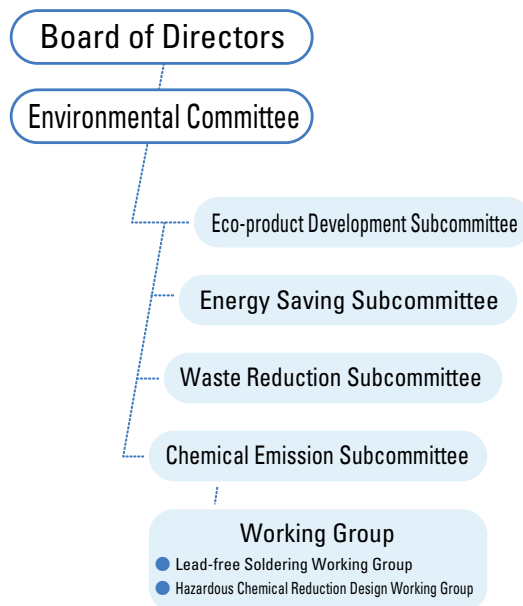 Board of Directors
Environmental Committee
Eco-product Development Subcommittee
Energy Saving Subcommittee
Waste Reduction Subcommittee
Chemical Emission Subcommittee
Working Group
● Lead-free Soldering Working Group
● Hazardous Chemical Reduction Design Working Group